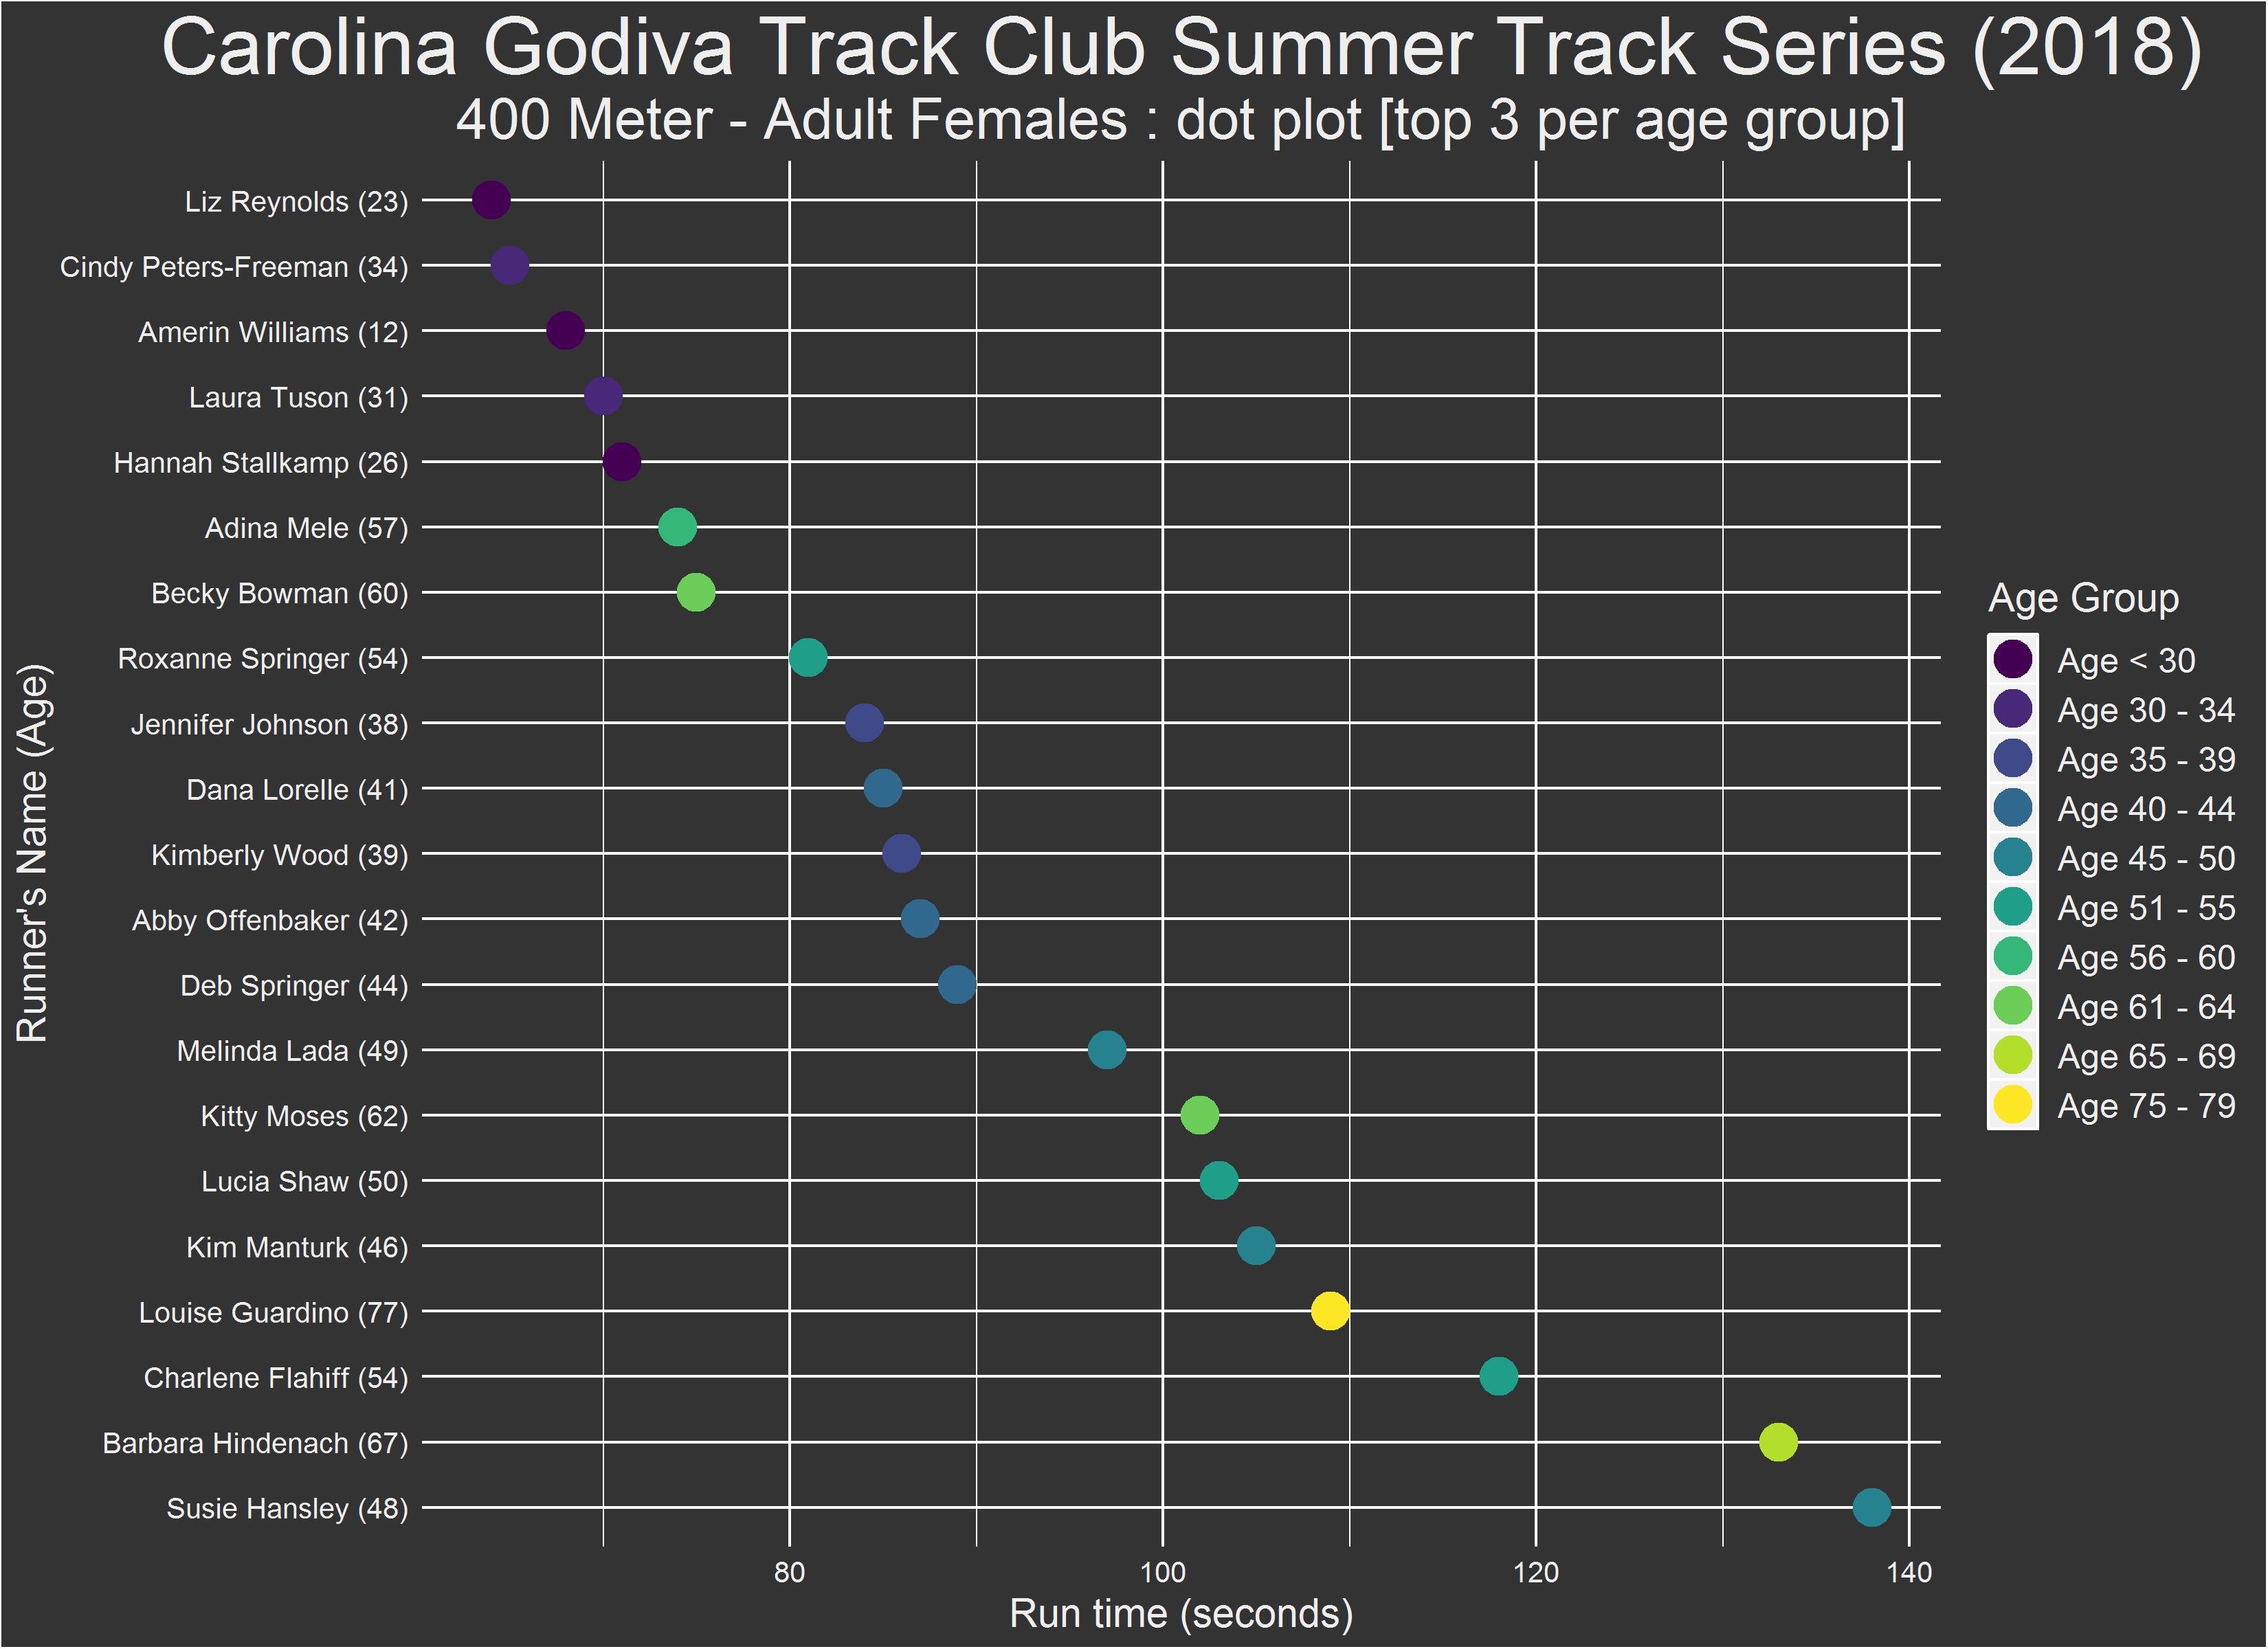 Carolina Godiva Track Club Summer Track Series (2018)
400 Meter - Adult Females : dot plot [top 3 per age group]
Runner's Name (Age)
Liz Reynolds (23)
Cindy Peters-Freeman (34)
Amerin Williams (12)
Laura Tuson (31)
Hannah Stallkamp (26)
Adina Mele (57)
Becky Bowman (60)
Roxanne Springer (54)
Jennifer Johnson (38)
Dana Lorelle (41)
Kimberly Wood (39)
Abby Offenbaker (42)
Deb Springer (44)
Melinda Lada (49)
Kitty Moses (62)
Lucia Shaw (50)
Kim Manturk (46)
Louise Guardino (77)
Charlene Flahiff (54)
Barbara Hindenach (67)
Susie Hansley (48)
80 100 120 140
Run time (seconds)
Age Group
Age < 30
Age 30 - 34
Age 35 - 39
Age 40 - 44
Age 45 - 50
Age 51 - 55
Age 56 - 60
Age 61 - 64
Age 65 - 69
Age 75 - 79